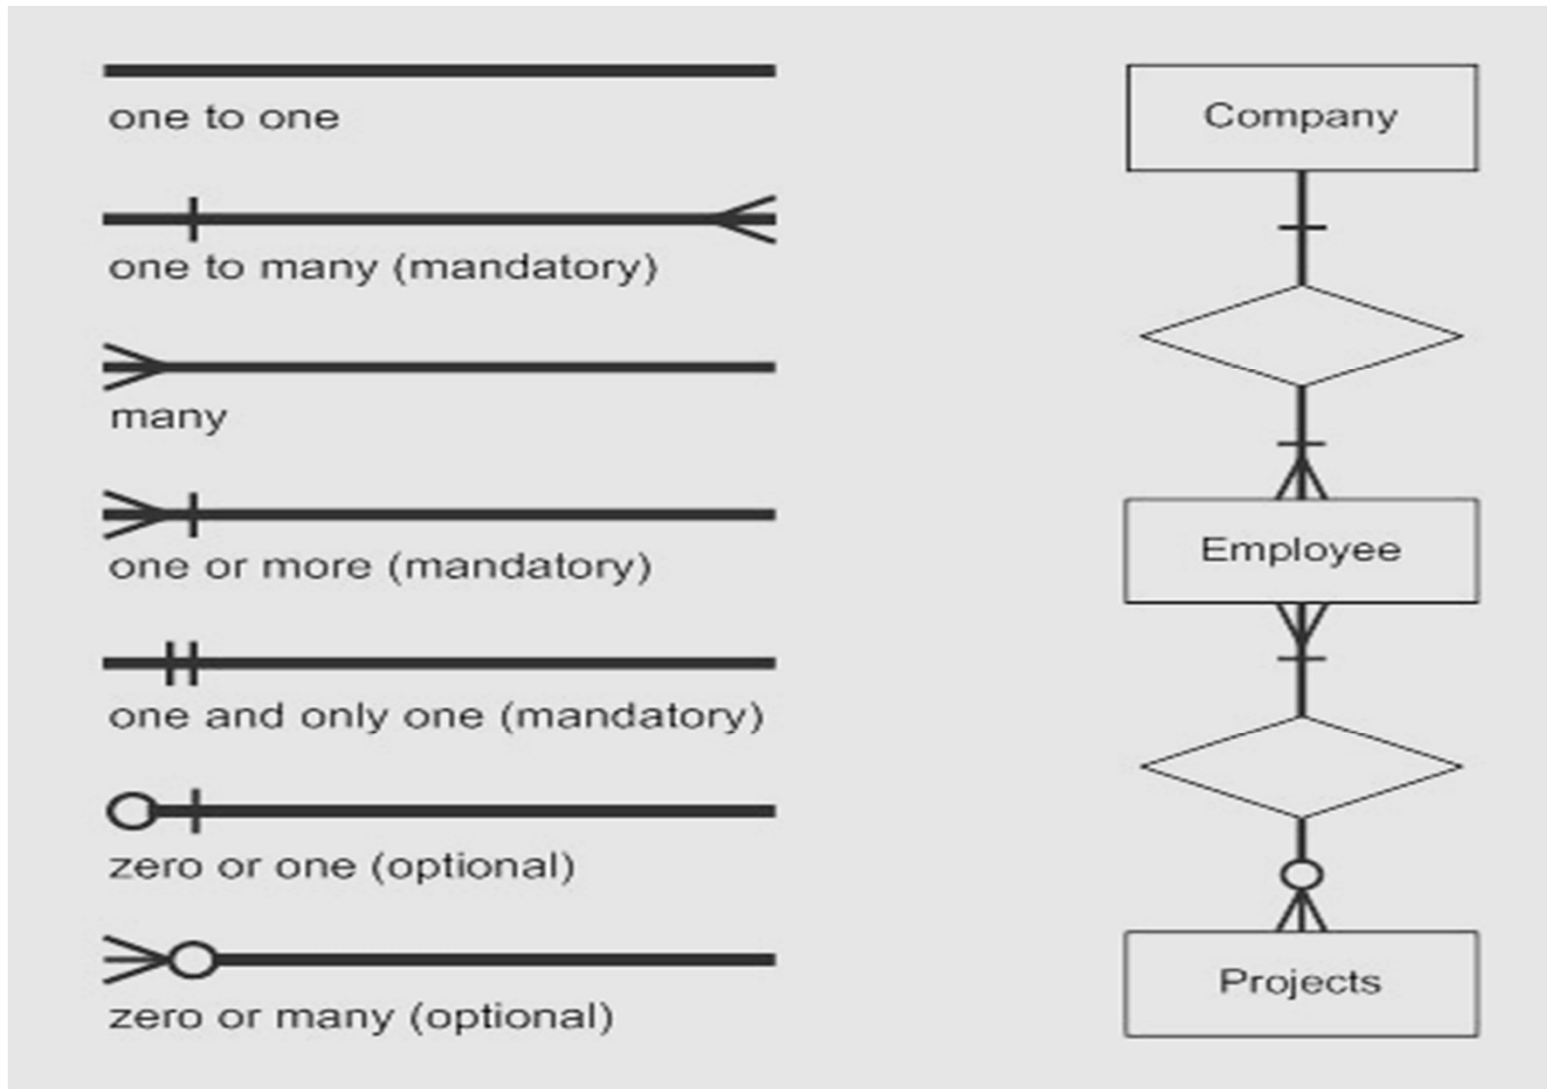 one to one
one to many (mandatory)
many
one or more (mandatory)
one and only one (mandatory)
zero or one (optional)
zero or many (optional)
Company
Employee
Projects